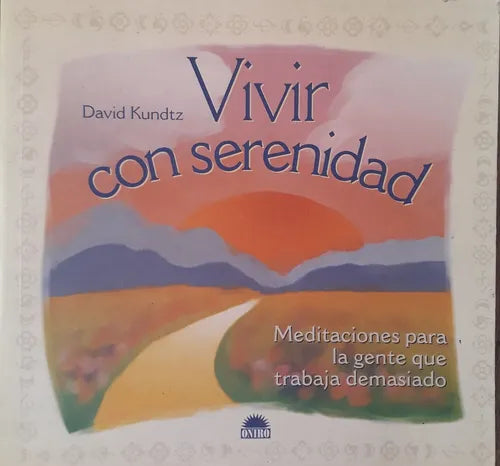 David Kundtz
Vivir
con serenidad
Meditaciones para
la gente que
trabaja demasiado
ONIRO